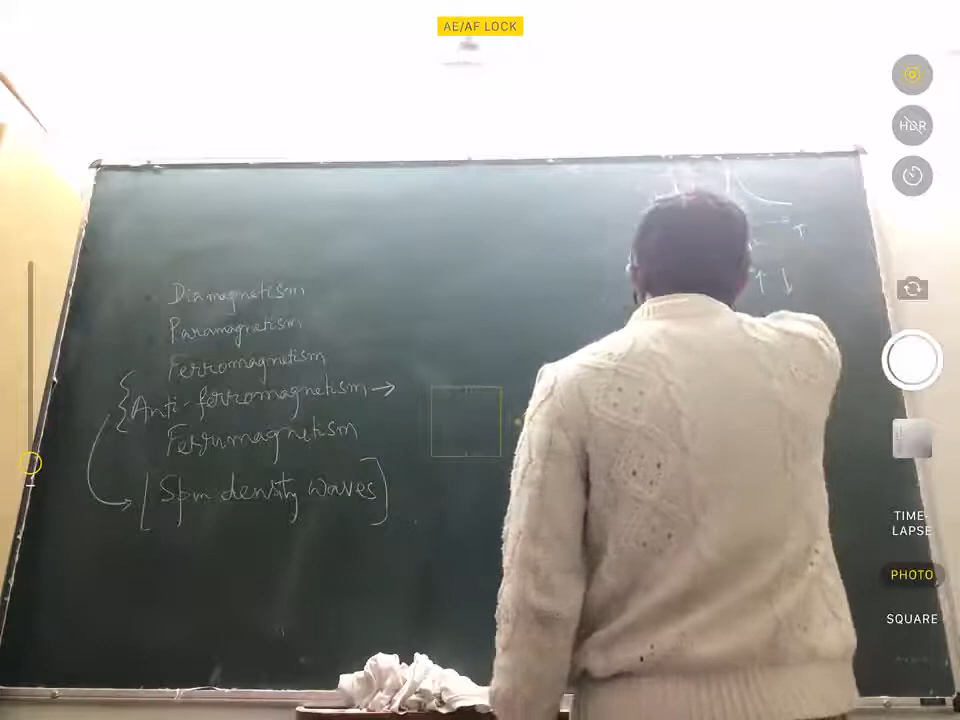 AE/AF LOCK
HDR
Diamagnetism
Paramagnetism
Ferromagnetism
Anti-ferromagnetism →
Ferrimagnetism
[Spin density waves]
T
↑ ↓
TIME-
LAPSE
PHOTO
SQUARE